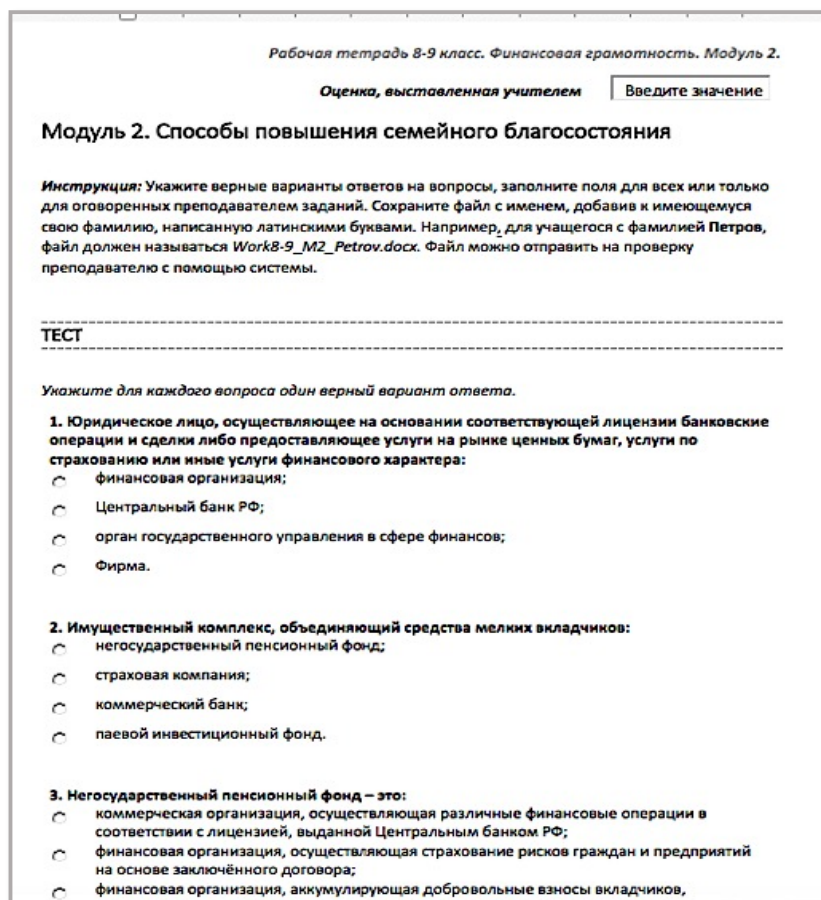 Рабочая тетрадь 8-9 класс. Финансовая грамотность. Модуль 2.
Оценка, выставленная учителем Введите значение
Модуль 2. Способы повышения семейного благосостояния
Инструкция: Укажите верные варианты ответов на вопросы, заполните поля для всех или только
для оговоренных преподавателем заданий. Сохраните файл с именем, добавив к имеющемуся
свою фамилию, написанную латинскими буквами. Например, для учащегося с фамилией Петров,
файл должен называться Work8-9_M2_Petrov.docx. Файл можно отправить на проверку
преподавателю с помощью системы.
ТЕСТ
Укажите для каждого вопроса один верный вариант ответа.
1. Юридическое лицо, осуществляющее на основании соответствующей лицензии банковские
операции и сделки либо предоставляющее услуги на рынке ценных бумаг, услуги по
страхованию или иные услуги финансового характера:
финансовая организация;
Центральный банк РФ;
орган государственного управления в сфере финансов;
Фирма.
2. Имущественный комплекс, объединяющий средства мелких вкладчиков:
негосударственный пенсионный фонд;
страховая компания;
коммерческий банк;
паевой инвестиционный фонд.
3. Негосударственный пенсионный фонд – это:
коммерческая организация, осуществляющая различные финансовые операции в
соответствии с лицензией, выданной Центральным банком РФ;
финансовая организация, осуществляющая страхование рисков граждан и предприятий
на основе заключённого договора;
финансовая организация, аккумулирующая добровольные взносы вкладчиков,